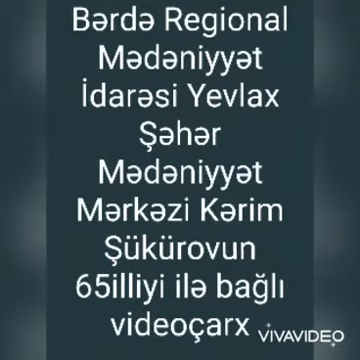 Bərdə Regional
Mədəniyyət
İdarəsi Yevlax
Şəhər
Mədəniyyət
Mərkəzi Kərim
Şükürovun
65illiyi ilə bağlı
videoçarx
VIVAVIDEO